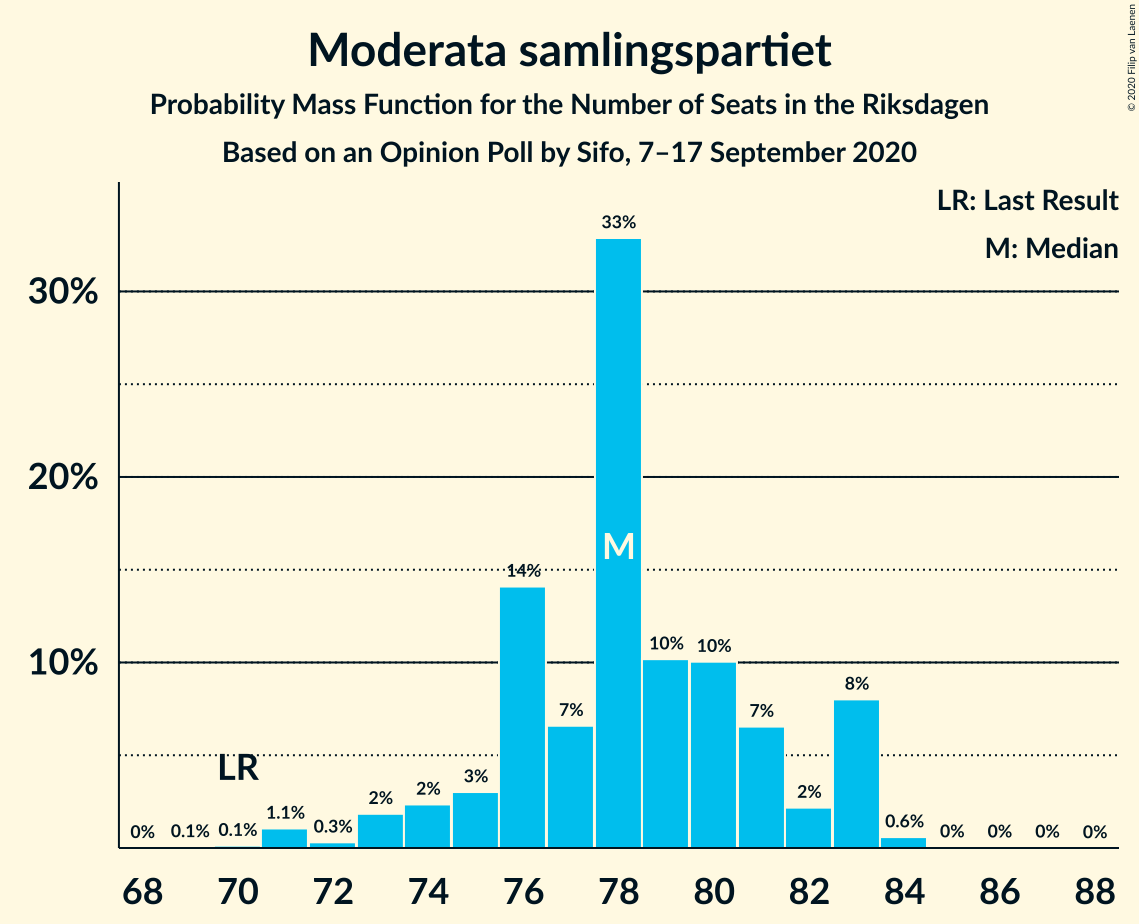 © 2020 Filip van Laenen
Moderata samlingspartiet
Probability Mass Function for the Number of Seats in the Riksdagen
Based on an Opinion Poll by Sifo, 7–17 September 2020
LR: Last Result
M: Median
30%
20%
10%
0%
0.1%
0.1%
1.1%
0.3%
2%
2%
3%
14%
7%
33%
10%
10%
7%
2%
8%
0.6%
0%
0%
0%
0%
LR
M
68 70 72 74 76 78 80 82 84 86 88